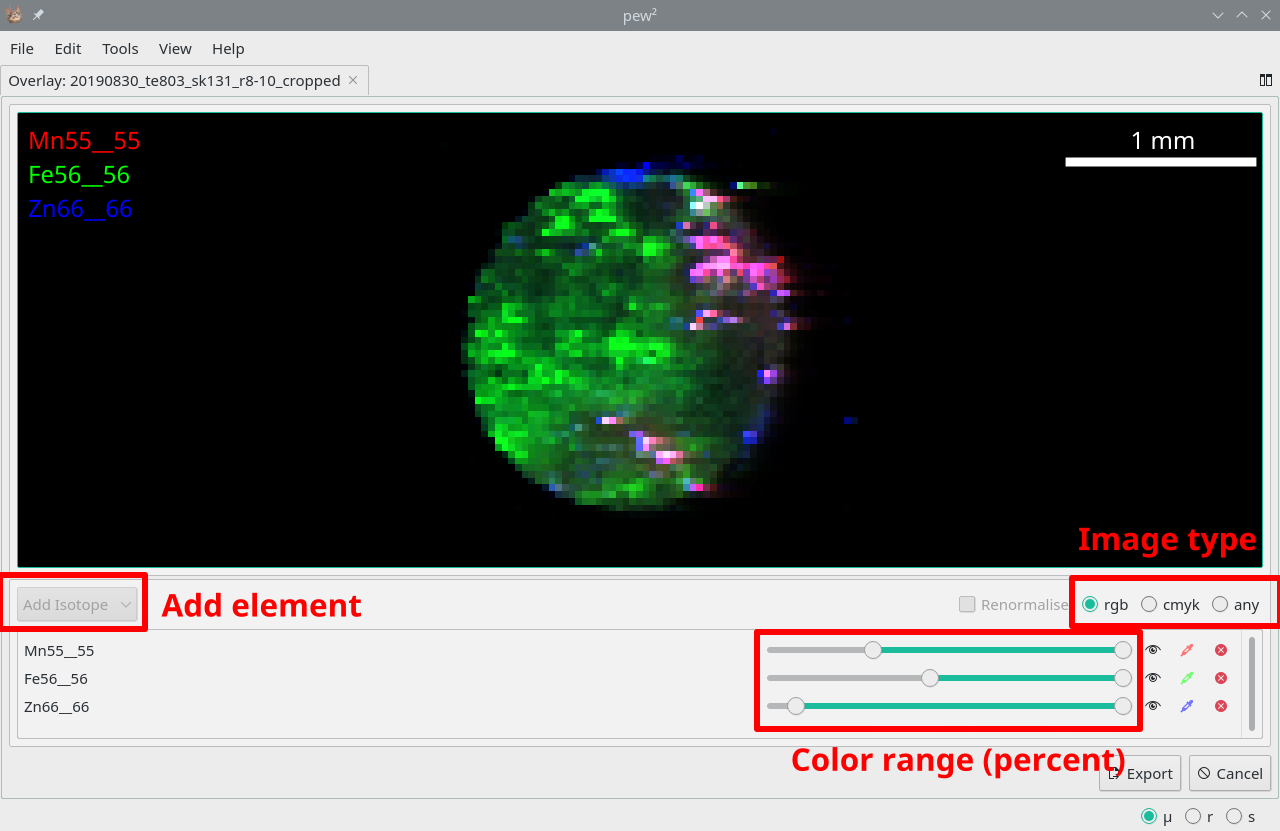 pew²
File Edit Tools View Help
Overlay: 20190830_te803_sk131_r8-10_cropped
Mn55__55
Fe56__56
Zn66__66
1 mm
Image type
Add Isotope
Add element
Renormalise
rgb cmyk any
Mn55__55
Fe56__56
Zn66__66
Color range (percent)
Export Cancel
μ r s